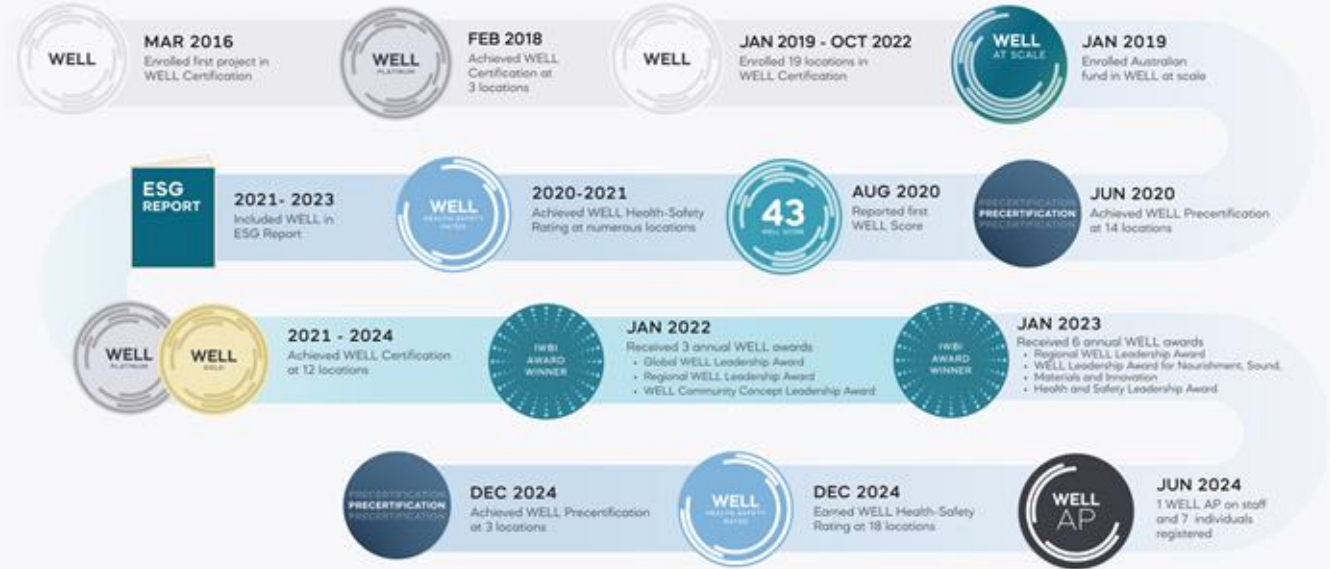 WELL
MAR 2016
Enrolled first project in
WELL Certification
WELL
PLATINUM
FEB 2018
Achieved WELL
Certification at
3 locations
WELL
JAN 2019 - OCT 2022
Enrolled 19 locations in
WELL Certification
WELL
AT SCALE
JAN 2019
Enrolled Australian
fund in WELL at scale
ESG
REPORT
2021- 2023
Included WELL in
ESG Report
WELL
HEALTH-SAFETY
RATED
2020-2021
Achieved WELL Health-Safety
Rating at numerous locations
43
WELL SCORE
AUG 2020
Reported first
WELL Score
PRECERTIFICATION
PRECERTIFICATION
PRECERTIFICATION
JUN 2020
Achieved WELL Precertification
at 14 locations
WELL
PLATINUM
WELL
GOLD
2021 - 2024
Achieved WELL Certification
at 12 locations
IWBI
AWARD
WINNER
JAN 2022
Received 3 annual WELL awards
• Global WELL Leadership Award
• Regional WELL Leadership Award
• WELL Community Concept Leadership Award
IWBI
AWARD
WINNER
JAN 2023
Received 6 annual WELL awards
• Regional WELL Leadership Award
• WELL Leadership Award for Nourishment, Sound,
• Materials and Innovation
• Health and Safety Leadership Award
PRECERTIFICATION
PRECERTIFICATION
PRECERTIFICATION
DEC 2024
Achieved WELL Precertification
at 3 locations
WELL
HEALTH-SAFETY
RATED
DEC 2024
Earned WELL Health-Safety
Rating at 18 locations
WELL
AP
JUN 2024
1 WELL AP on staff
and 7 individuals
registered